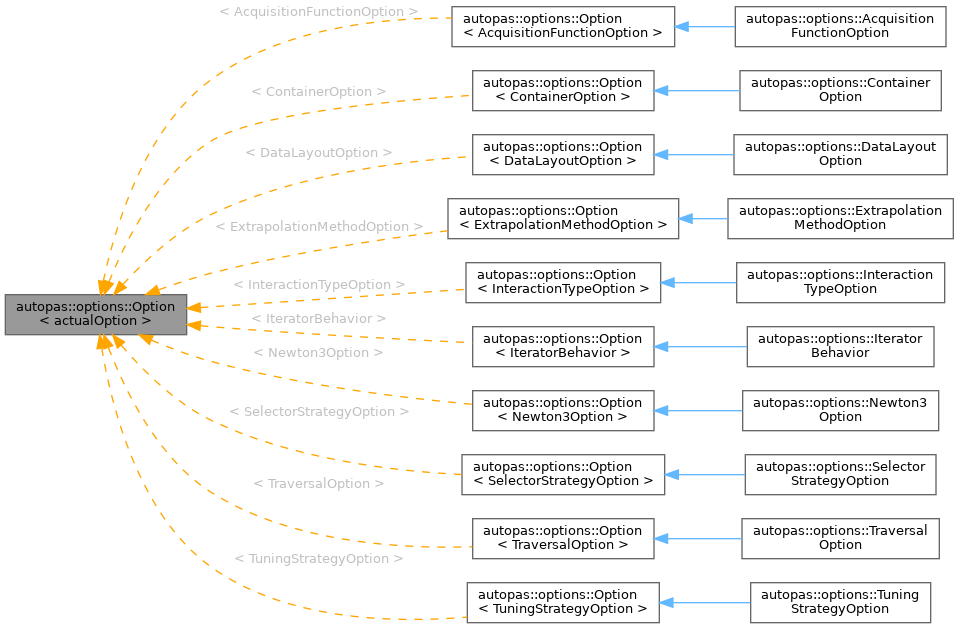 < AcquisitionFunctionOption >
autopas::options::Option
< AcquisitionFunctionOption >
autopas::options::Acquisition
FunctionOption
< ContainerOption >
autopas::options::Option
< ContainerOption >
autopas::options::Container
Option
< DataLayoutOption >
autopas::options::Option
< DataLayoutOption >
autopas::options::DataLayout
Option
< ExtrapolationMethodOption >
autopas::options::Option
< ExtrapolationMethodOption >
autopas::options::Extrapolation
MethodOption
< InteractionTypeOption >
autopas::options::Option
< InteractionTypeOption >
autopas::options::Interaction
TypeOption
autopas::options::Option
< actualOption >
< IteratorBehavior >
autopas::options::Option
< IteratorBehavior >
autopas::options::Iterator
Behavior
< Newton3Option >
autopas::options::Option
< Newton3Option >
autopas::options::Newton3
Option
< SelectorStrategyOption >
autopas::options::Option
< SelectorStrategyOption >
autopas::options::Selector
StrategyOption
< TraversalOption >
autopas::options::Option
< TraversalOption >
autopas::options::Traversal
Option
< TuningStrategyOption >
autopas::options::Option
< TuningStrategyOption >
autopas::options::Tuning
StrategyOption